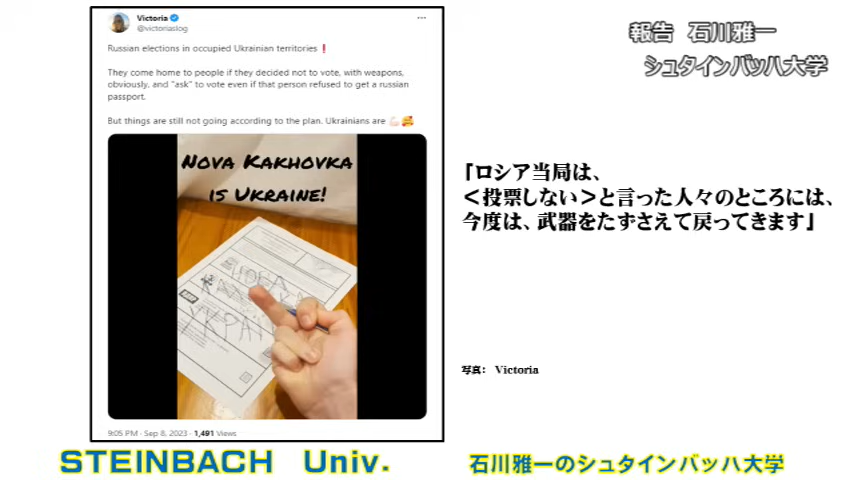 Victoria
@victoriaslog
Russian elections in occupied Ukrainian territories ❗
They come home to people if they decided not to vote, with weapons,
obviously, and "ask" to vote even if that person refused to get a russian
passport.
But things are still not going according to the plan. Ukrainians are 💪🏻🥰
NOVA KAKHOVKA
IS UKRAINE!
9:05 PM · Sep 8, 2023 · 1,491 Views
報告 石川雅一
シュタインバッハ大学
「ロシア当局は、
<投票しない>と言った人々のところには、
今度は、武器をたずさえて戻ってきます」
写真: Victoria
STEINBACH Univ.
石川雅一のシュタインバッハ大学